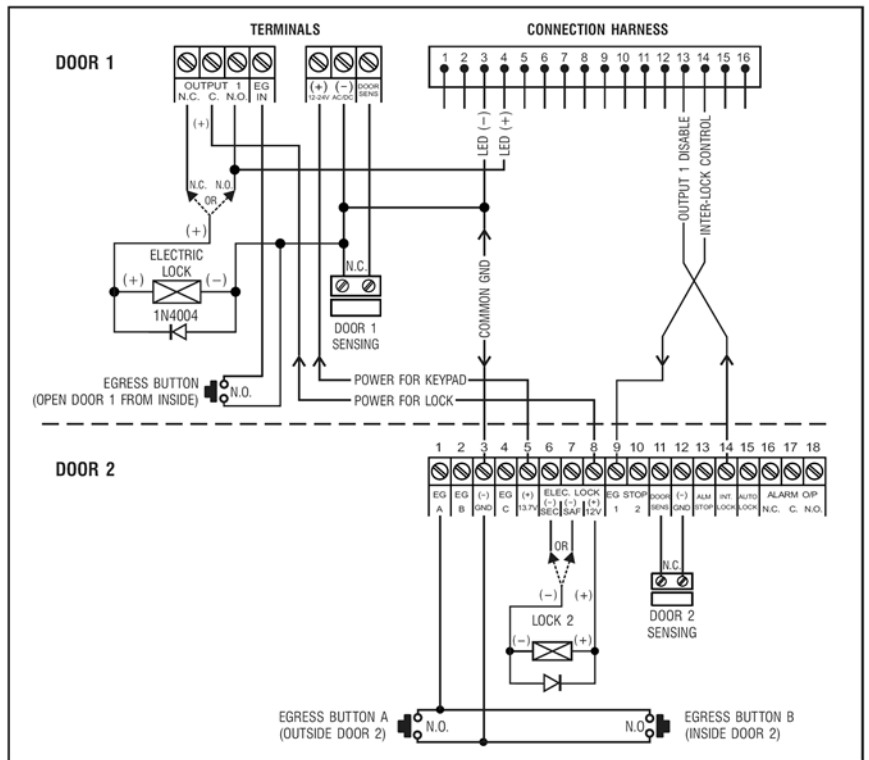 TERMINALS
CONNECTION HARNESS
DOOR 1
1 2 3 4 5 6 7 8 9 10 11 12 13 14 15 16
OUTPUT 1 EG
N.C. C. N.O. IN
(+) (−) DOOR
12-24V AC/DC SENS
(+)
LED (−)
LED (+)
OUTPUT 1 DISABLE
INTER-LOCK CONTROL
N.C. N.O.
OR
(+)
ELECTRIC
LOCK
(+) (−)
1N4004
N.C.
DOOR 1
SENSING
COMMON GND
EGRESS BUTTON
(OPEN DOOR 1 FROM INSIDE)
N.O.
POWER FOR KEYPAD
POWER FOR LOCK
DOOR 2
1 2 3 4 5 6 7 8 9 10 11 12 13 14 15 16 17 18
EG EG (−) EG (+) ELEC. LOCK EG STOP DOOR (−) ALM INT. AUTO ALARM O/P
(−) (−) (+)
A B GND C 13.7V SEC SAF 12V 1 2 SENS GND STOP LOCK LOCK N.C. C. N.O.
OR
(−) (+)
LOCK 2
(−) (+)
N.C.
DOOR 2
SENSING
EGRESS BUTTON A
(OUTSIDE DOOR 2)
N.O.
N.O.
EGRESS BUTTON B
(INSIDE DOOR 2)